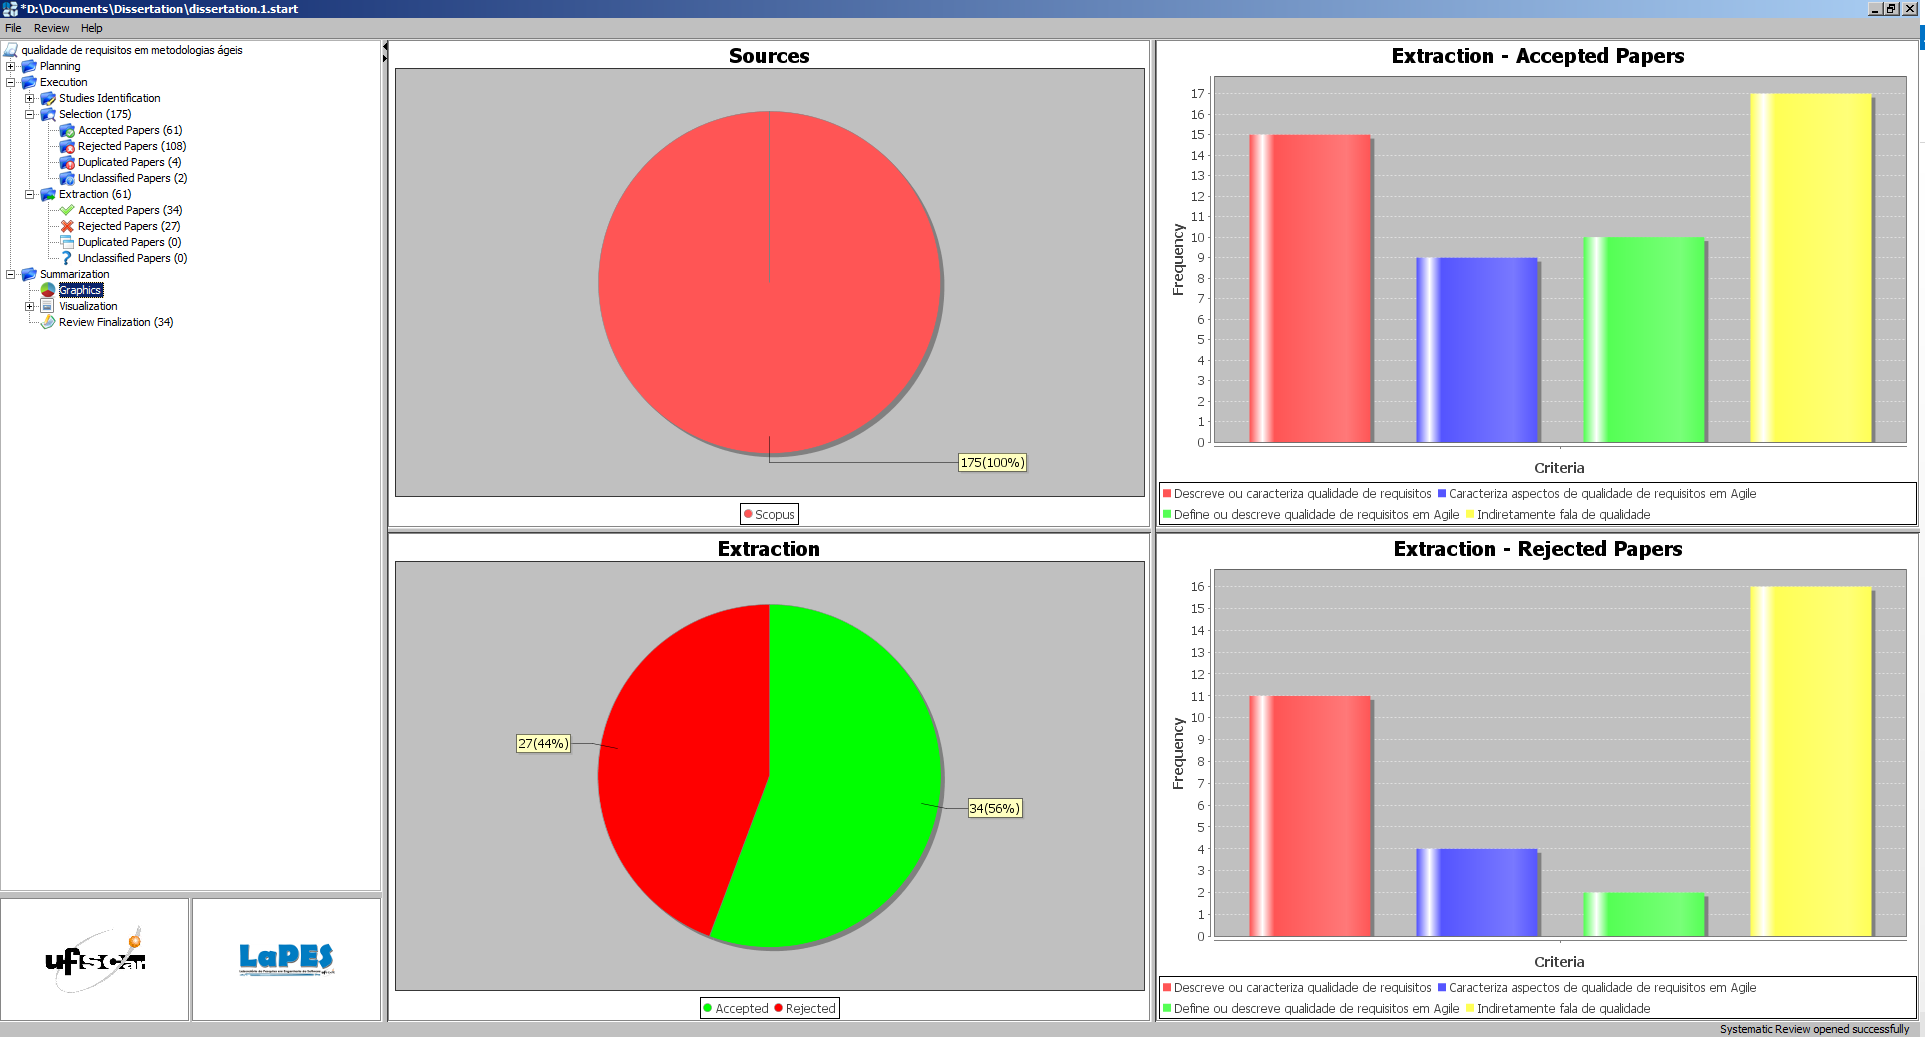 *D:\Documents\Dissertation\dissertation.1.start
File Review Help
qualidade de requisitos em metodologias ágeis
Planning
Execution
Studies Identification
Selection (175)
Accepted Papers (61)
Rejected Papers (108)
Duplicated Papers (4)
Unclassified Papers (2)
Extraction (61)
Accepted Papers (34)
Rejected Papers (27)
Duplicated Papers (0)
Unclassified Papers (0)
Summarization
Graphics
Visualization
Review Finalization (34)
ufscar
LaPES
Sources
175(100%)
Scopus
Extraction - Accepted Papers
17
16
15
14
13
12
11
10
9
8
7
6
5
4
3
2
1
0
Frequency
Criteria
Descreve ou caracteriza qualidade de requisitos Caracteriza aspectos de qualidade de requisitos em Agile
Define ou descreve qualidade de requisitos em Agile Indiretamente fala de qualidade
Extraction
27(44%)
34(56%)
Accepted Rejected
Extraction - Rejected Papers
16
15
14
13
12
11
10
9
8
7
6
5
4
3
2
1
0
Frequency
Criteria
Descreve ou caracteriza qualidade de requisitos Caracteriza aspectos de qualidade de requisitos em Agile
Define ou descreve qualidade de requisitos em Agile Indiretamente fala de qualidade
Systematic Review opened successfully